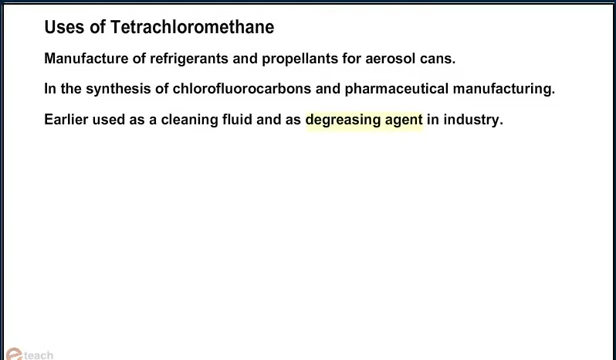 Uses of Tetrachloromethane
Manufacture of refrigerants and propellants for aerosol cans.
In the synthesis of chlorofluorocarbons and pharmaceutical manufacturing.
Earlier used as a cleaning fluid and as degreasing agent in industry.
e teach